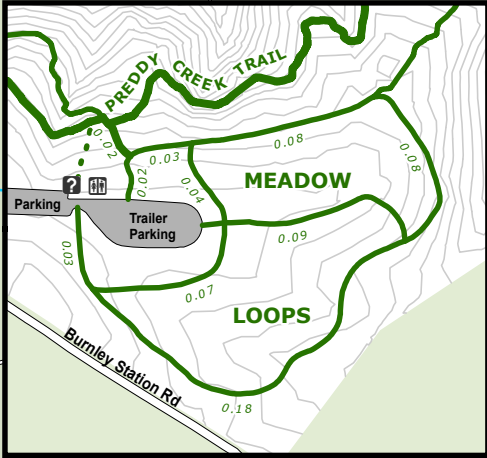 PREDDY CREEK TRAIL
0.02
0.03
0.08
0.08
0.02
0.04
MEADOW
?
Parking
Trailer
Parking
0.09
0.03
0.07
LOOPS
Burnley Station Rd
0.18